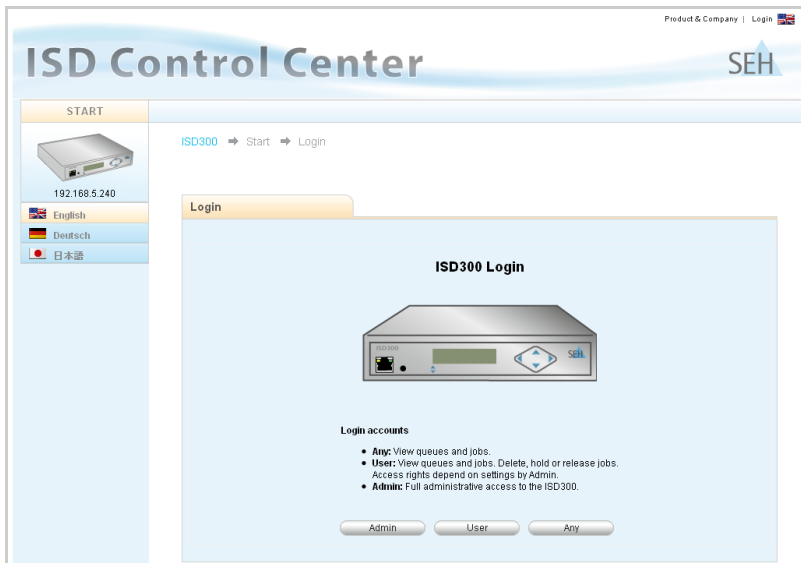 Product & Company | Login
ISD Control Center
SEH
START
ISD300 ➡ Start ➡ Login
192.168.5.240
English
Deutsch
日本語
Login
ISD300 Login
ISD300
SEH
Login accounts
• Any: View queues and jobs.
• User: View queues and jobs. Delete, hold or release jobs.
Access rights depend on settings by Admin.
• Admin: Full administrative access to the ISD300.
Admin User Any